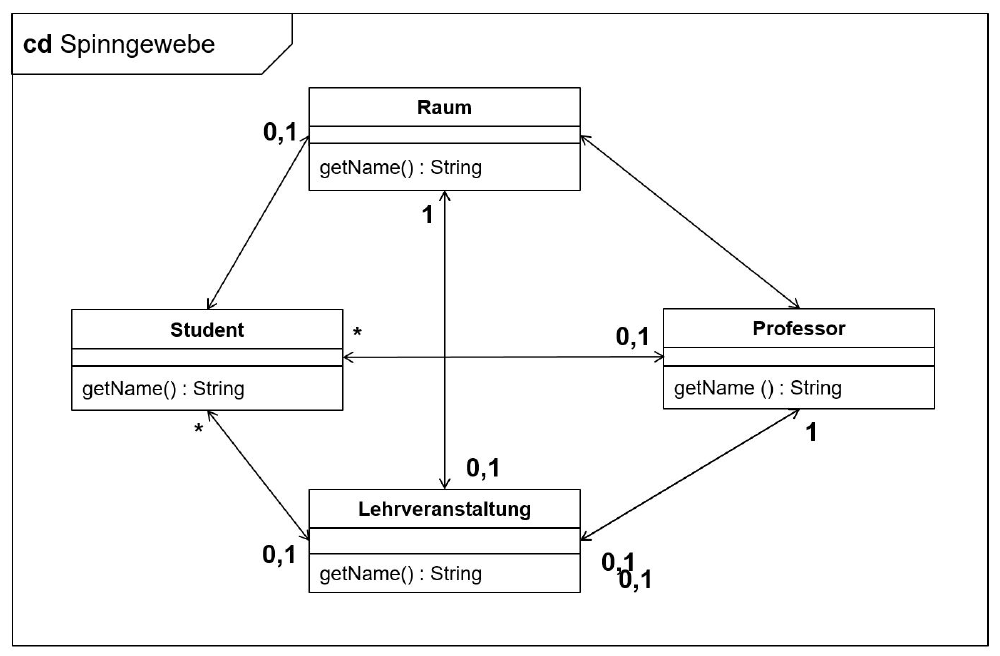 cd Spinngewebe
Raum
0,1
getName() : String
1
Student
*
0,1
Professor
getName() : String
getName () : String
*
1
0,1
Lehrveranstaltung
0,1
0,1
0,1
getName() : String